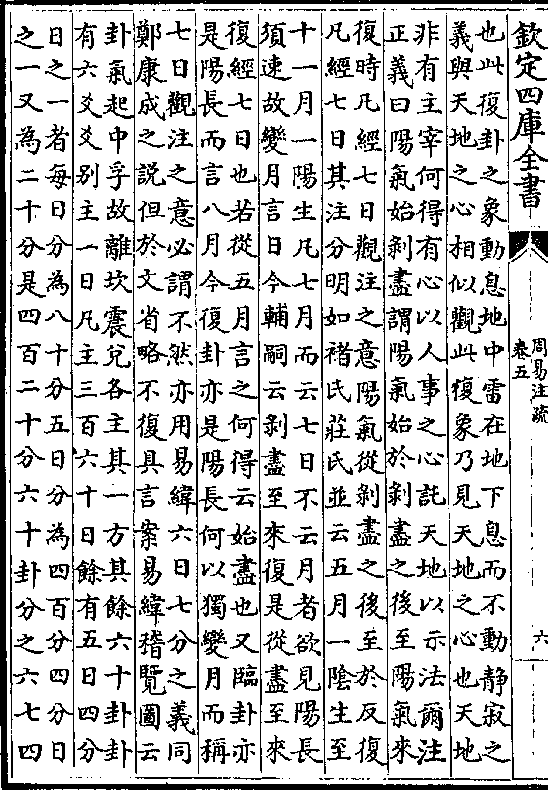 欽定四庫全書
周易注疏
卷五
六
也此復卦之象動息地中雷在地下息而不動静寂之
義與天地之心相似觀此復象乃見天地之心也天地
非有主宰何得有心以人事之心託天地以示法爾注
正義曰陽氣始剝盡謂陽氣始於剝盡之後至陽氣來
復時凡經七日觀注之意陽氣從剝盡之後至於反復
凡經七日其注分明如褚氏莊氏並云五月一陰生至
十一月一陽生凡七月而云七日不云月者欲見陽長
須速故變月言日今輔嗣云剝盡至來復是從盡至來
復經七日也若從五月言之何得云始盡也又臨卦亦
是陽長而言八月今復卦亦是陽長何以獨變月而稱
七日觀注之意必謂不然亦用易緯六日七分之義同
鄭康成之說但於文省略不復具言案易緯稽覽圖云
卦氣起中孚故離坎震兌各主其一方其餘六十卦卦
有六爻爻别主一日凡主三百六十日餘有五日四分
日之一者每日分為八十分五日分為四百分四分日
之一又為二十分是四百二十分六十卦分之六七四